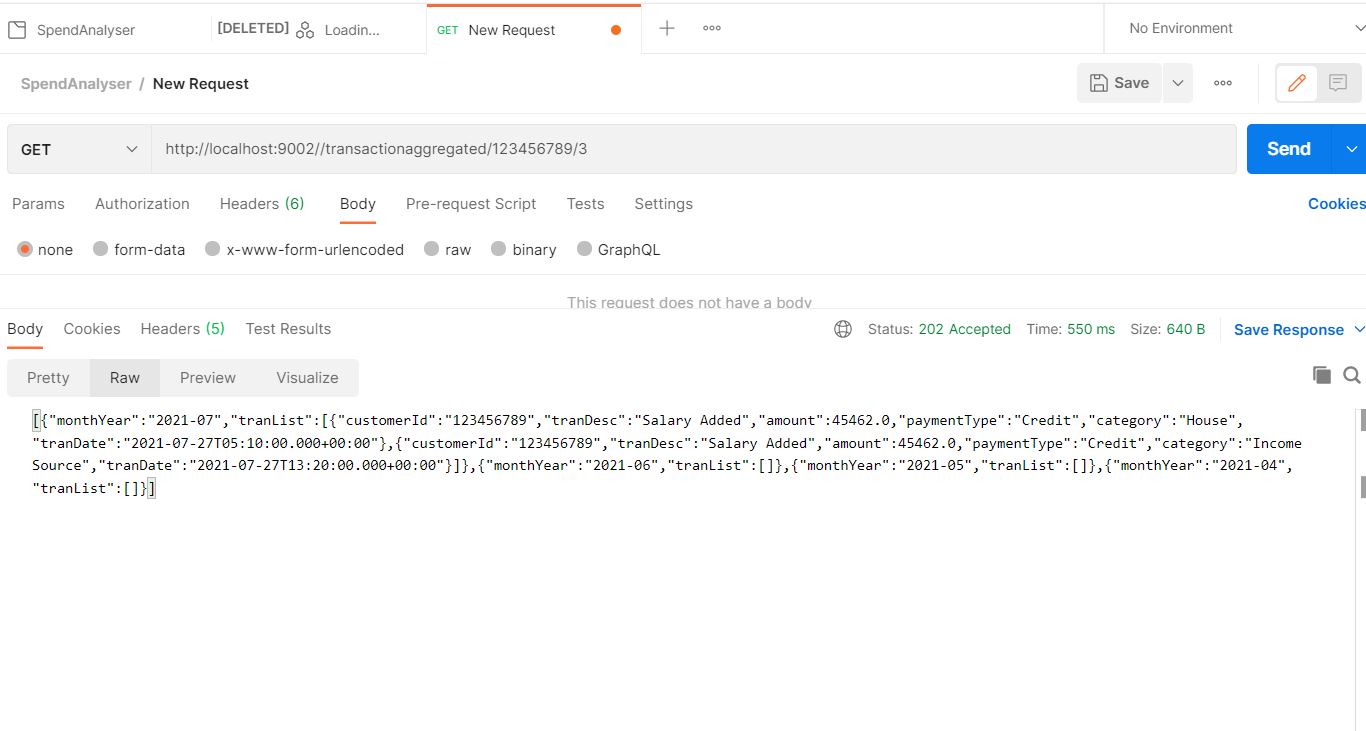 SpendAnalyser
[DELETED] Loading...
GET New Request
No Environment
SpendAnalyser / New Request
Save
GET
http://localhost:9002//transactionaggregated/123456789/3
Send
Params Authorization Headers (6) Body Pre-request Script Tests Settings
Cookies
none form-data x-www-form-urlencoded raw binary GraphQL
This request does not have a body
Body Cookies Headers (5) Test Results
Status: 202 Accepted Time: 550 ms Size: 640 B Save Response
Pretty Raw Preview Visualize
[{"monthYear":"2021-07","tranList":[{"customerId":"123456789","tranDesc":"Salary Added","amount":45462.0,"paymentType":"Credit","category":"House",
"tranDate":"2021-07-27T05:10:00.000+00:00"},{"customerId":"123456789","tranDesc":"Salary Added","amount":45462.0,"paymentType":"Credit","category":"Income
Source","tranDate":"2021-07-27T13:20:00.000+00:00"}]},{"monthYear":"2021-06","tranList":[]},{"monthYear":"2021-05","tranList":[]},{"monthYear":"2021-04",
"tranList":[]}]